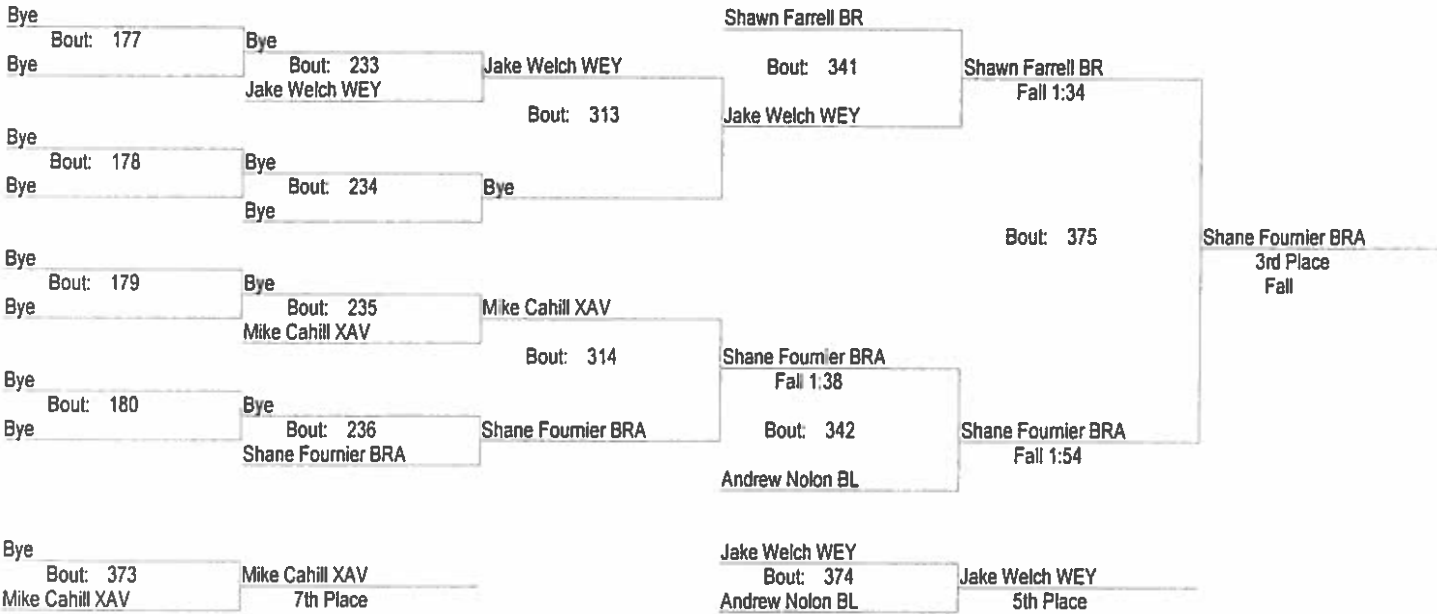 Bye
Bout: 177
Bye
Bye
Bout: 233
Jake Welch WEY
Jake Welch WEY
Bout: 313
Bye
Bout: 178
Bye
Bye
Bout: 234
Bye
Bye
Shawn Farrell BR
Bout: 341
Jake Welch WEY
Shawn Farrell BR
Fall 1:34
Bye
Bout: 179
Bye
Bye
Bout: 235
Mike Cahill XAV
Mike Cahill XAV
Bout: 314
Bye
Bout: 180
Bye
Bye
Bout: 236
Shane Fournier BRA
Shane Fournier BRA
Shane Fournier BRA
Fall 1:38
Bout: 342
Andrew Nolon BL
Shane Fournier BRA
Fall 1:54
Bout: 375
Shane Fournier BRA
3rd Place
Fall
Bye
Bout: 373
Mike Cahill XAV
Mike Cahill XAV
7th Place
Jake Welch WEY
Bout: 374
Andrew Nolon BL
Jake Welch WEY
5th Place